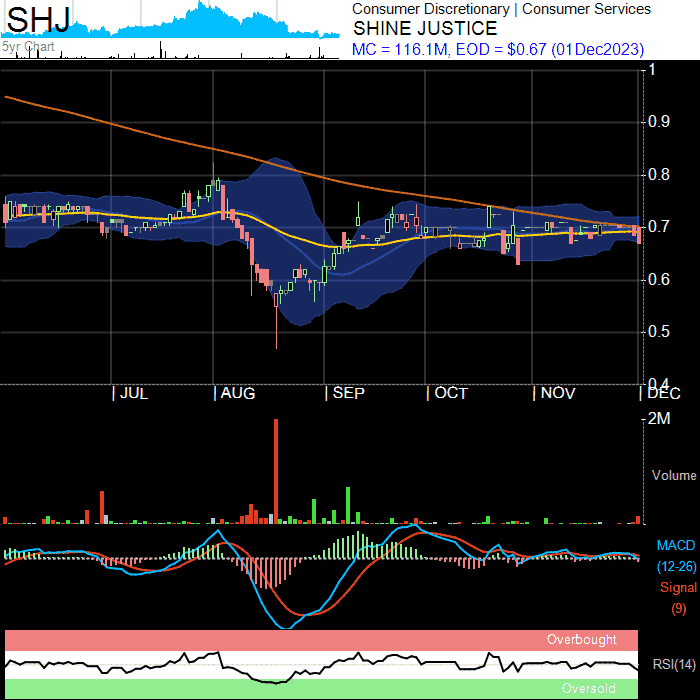 SHJ
5yr Chart
Consumer Discretionary | Consumer Services
SHINE JUSTICE
MC = 116.1M, EOD = $0.67 (01Dec2023)
1
0.9
0.8
0.7
0.6
0.5
0.4
| JUL | AUG | SEP | OCT | NOV | DEC
2M
Volume
MACD
(12-26)
Signal
(9)
Overbought
RSI(14)
Oversold